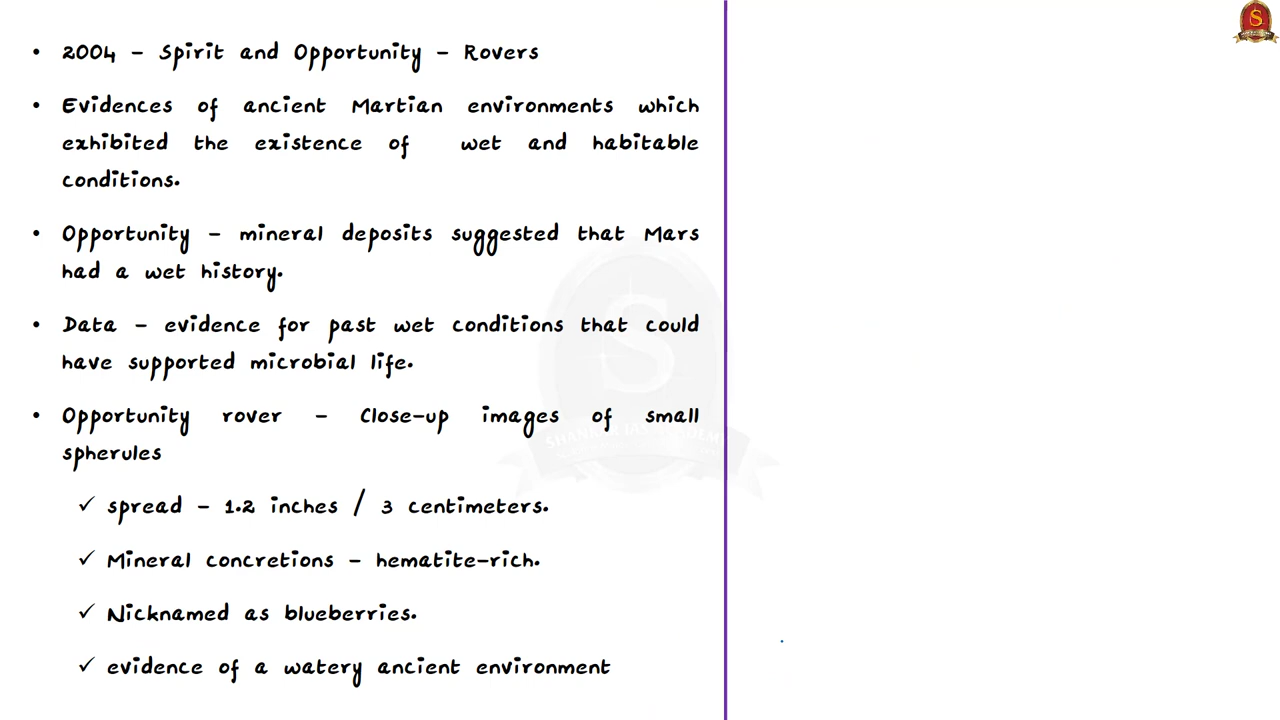 • 2004 – Spirit and Opportunity – Rovers
• Evidences of ancient Martian environments which
exhibited the existence of wet and habitable
conditions.
• Opportunity – mineral deposits suggested that Mars
had a wet history.
• Data – evidence for past wet conditions that could
have supported microbial life.
• Opportunity rover – Close-up images of small
spherules
✓ spread – 1.2 inches / 3 centimeters.
✓ Mineral concretions – hematite-rich.
✓ Nicknamed as blueberries.
✓ evidence of a watery ancient environment